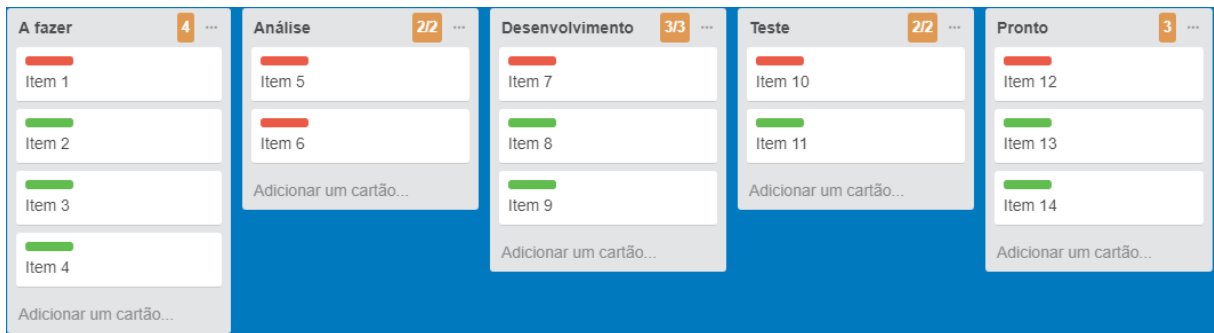 A fazer 4 ...
Item 1
Item 2
Item 3
Item 4
Adicionar um cartão...
Análise 2/2 ...
Item 5
Item 6
Adicionar um cartão...
Desenvolvimento 3/3 ...
Item 7
Item 8
Item 9
Adicionar um cartão...
Teste 2/2 ...
Item 10
Item 11
Adicionar um cartão...
Pronto 3 ...
Item 12
Item 13
Item 14
Adicionar um cartão...